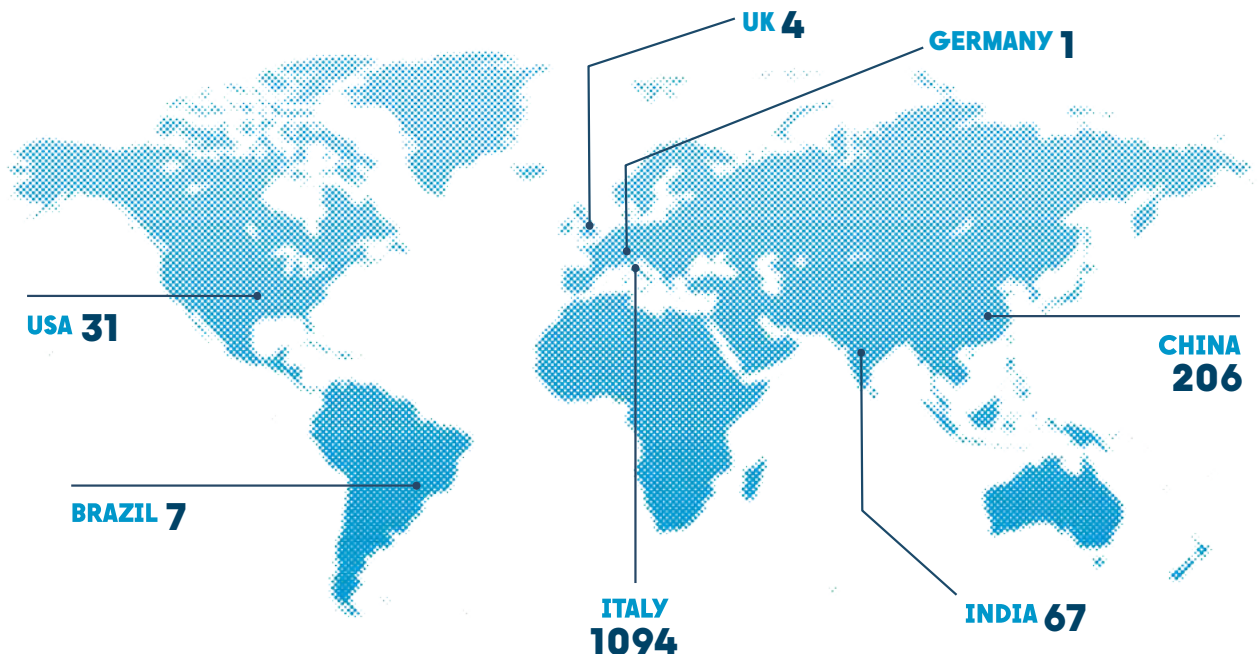 UK 4
GERMANY 1
USA 31
CHINA
206
BRAZIL 7
ITALY
1094
INDIA 67